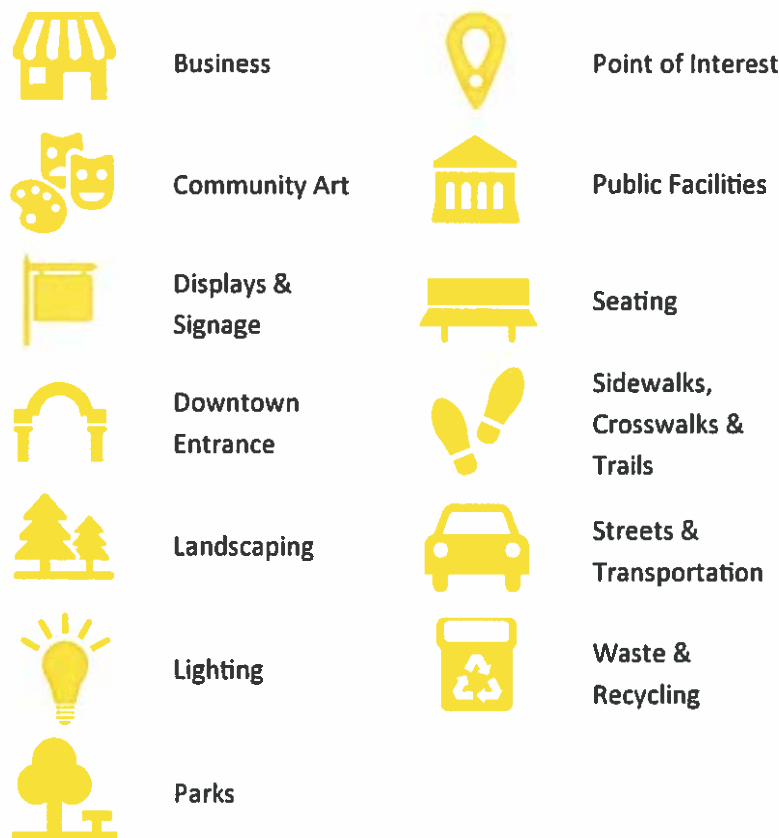 Business
Community Art
Displays &
Signage
Downtown
Entrance
Landscaping
Lighting
Parks
Point of Interest
Public Facilities
Seating
Sidewalks,
Crosswalks &
Trails
Streets &
Transportation
Waste &
Recycling